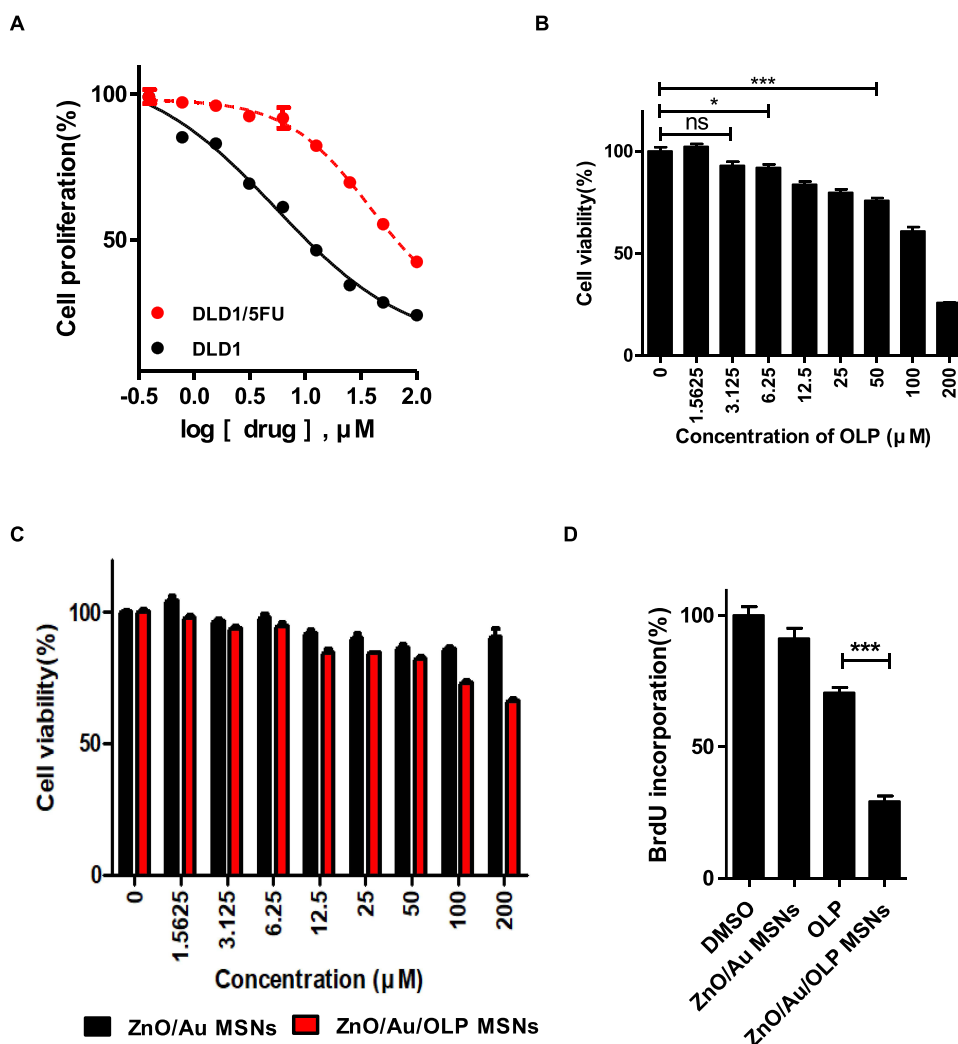 A
100
50
Cell proliferation(%)
DLD1/5FU
DLD1
-0.5 0.0 0.5 1.0 1.5 2.0
log [ drug ] , µM
B
***
*
ns
100
50
0
Cell viability(%)
0 1.5625 3.125 6.25 12.5 25 50 100 200
Concentration of OLP (µM)
C
100
50
0
Cell viability(%)
0 1.5625 3.125 6.25 12.5 25 50 100 200
Concentration (µM)
ZnO/Au MSNs ZnO/Au/OLP MSNs
D
***
100
50
0
BrdU incorporation(%)
DMSO
ZnO/Au MSNs
OLP
ZnO/Au/OLP MSNs